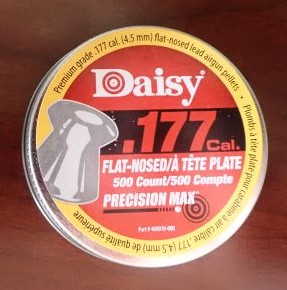 Premium grade .177 cal. (4.5 mm) flat-nosed lead airgun pellets •
Daisy
.177 Cal.
FLAT-NOSED/À TÊTE PLATE
500 Count/500 Compte
PRECISION MAX
Plombs à tête plate pour carabine à air calibre .177 (4.5 mm) de qualité supérieure